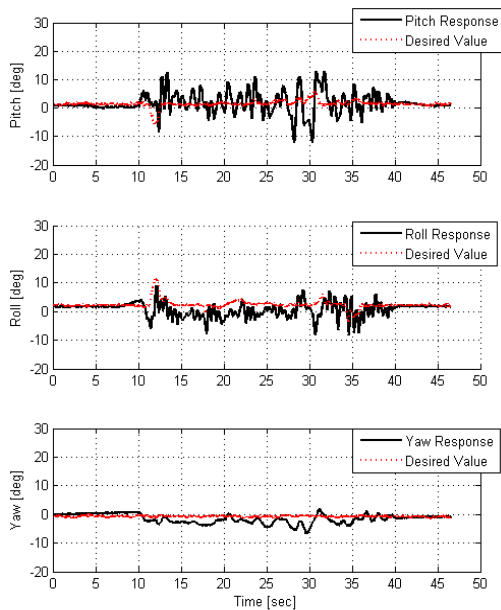 Pitch Response
Desired Value
30
20
10
0
-10
-20
Pitch [deg]
0 5 10 15 20 25 30 35 40 45 50
Roll Response
Desired Value
30
20
10
0
-10
-20
Roll [deg]
0 5 10 15 20 25 30 35 40 45 50
Yaw Response
Desired Value
30
20
10
0
-10
-20
Yaw [deg]
0 5 10 15 20 25 30 35 40 45 50
Time [sec]